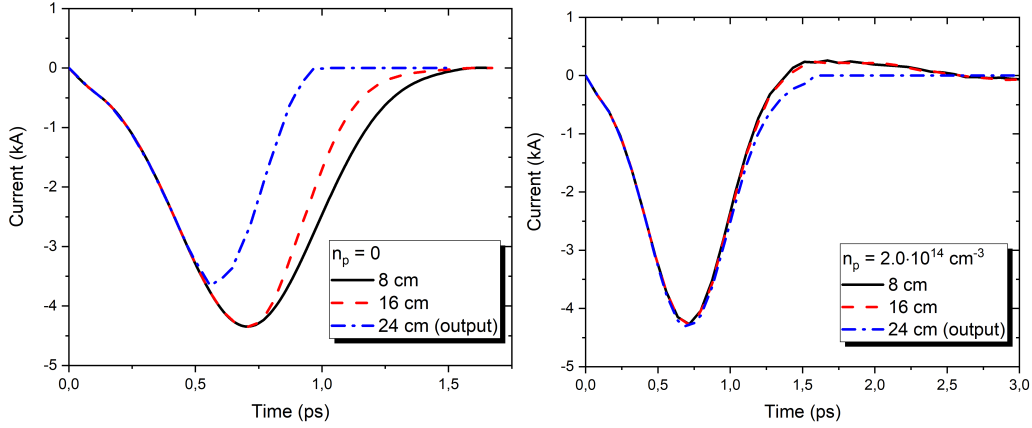 1
0
-1
-2
-3
-4
-5
Current (kA)
0,0
0,5
1,0
1,5
Time (ps)
n_p = 0
8 cm
16 cm
24 cm (output)
1
0
-1
-2
-3
-4
-5
Current (kA)
0,0
0,5
1,0
1,5
2,0
2,5
3,0
Time (ps)
n_p = 2.0·10^14 cm^-3
8 cm
16 cm
24 cm (output)